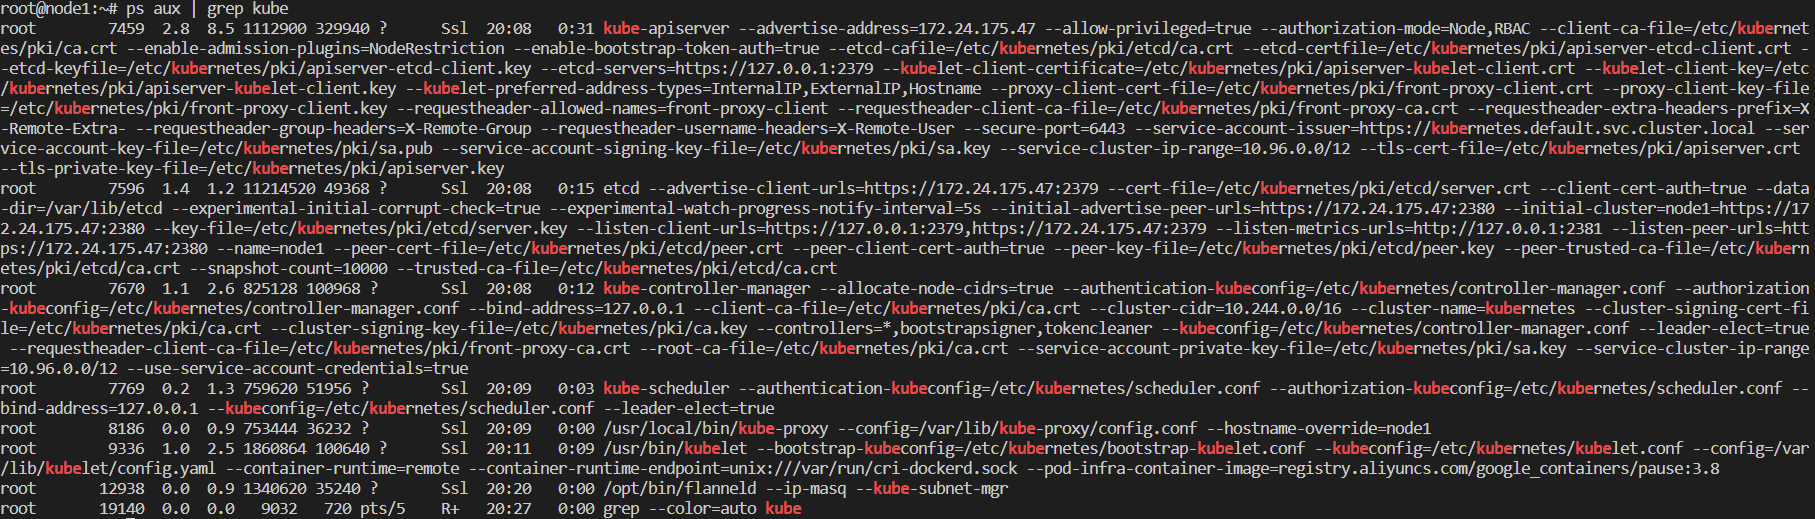 root@node1:~# ps aux | grep kube
root        7459  2.8  8.5 1112900 329940 ?      Ssl  20:08   0:31 kube-apiserver --advertise-address=172.24.175.47 --allow-privileged=true --authorization-mode=Node,RBAC --client-ca-file=/etc/kubernet
es/pki/ca.crt --enable-admission-plugins=NodeRestriction --enable-bootstrap-token-auth=true --etcd-cafile=/etc/kubernetes/pki/etcd/ca.crt --etcd-certfile=/etc/kubernetes/pki/apiserver-etcd-client.crt -
-etcd-keyfile=/etc/kubernetes/pki/apiserver-etcd-client.key --etcd-servers=https://127.0.0.1:2379 --kubelet-client-certificate=/etc/kubernetes/pki/apiserver-kubelet-client.crt --kubelet-client-key=/etc
/kubernetes/pki/apiserver-kubelet-client.key --kubelet-preferred-address-types=InternalIP,ExternalIP,Hostname --proxy-client-cert-file=/etc/kubernetes/pki/front-proxy-client.crt --proxy-client-key-file
=/etc/kubernetes/pki/front-proxy-client.key --requestheader-allowed-names=front-proxy-client --requestheader-client-ca-file=/etc/kubernetes/pki/front-proxy-ca.crt --requestheader-extra-headers-prefix=X
-Remote-Extra- --requestheader-group-headers=X-Remote-Group --requestheader-username-headers=X-Remote-User --secure-port=6443 --service-account-issuer=https://kubernetes.default.svc.cluster.local --ser
vice-account-key-file=/etc/kubernetes/pki/sa.pub --service-account-signing-key-file=/etc/kubernetes/pki/sa.key --service-cluster-ip-range=10.96.0.0/12 --tls-cert-file=/etc/kubernetes/pki/apiserver.crt
--tls-private-key-file=/etc/kubernetes/pki/apiserver.key
root        7596  1.4  1.2 11214520 49368 ?      Ssl  20:08   0:15 etcd --advertise-client-urls=https://172.24.175.47:2379 --cert-file=/etc/kubernetes/pki/etcd/server.crt --client-cert-auth=true --data
-dir=/var/lib/etcd --experimental-initial-corrupt-check=true --experimental-watch-progress-notify-interval=5s --initial-advertise-peer-urls=https://172.24.175.47:2380 --initial-cluster=node1=https://17
2.24.175.47:2380 --key-file=/etc/kubernetes/pki/etcd/server.key --listen-client-urls=https://127.0.0.1:2379,https://172.24.175.47:2379 --listen-metrics-urls=http://127.0.0.1:2381 --listen-peer-urls=htt
ps://172.24.175.47:2380 --name=node1 --peer-cert-file=/etc/kubernetes/pki/etcd/peer.crt --peer-client-cert-auth=true --peer-key-file=/etc/kubernetes/pki/etcd/peer.key --peer-trusted-ca-file=/etc/kubern
etes/pki/etcd/ca.crt --snapshot-count=10000 --trusted-ca-file=/etc/kubernetes/pki/etcd/ca.crt
root        7670  1.1  2.6 825128 100968 ?       Ssl  20:08   0:12 kube-controller-manager --allocate-node-cidrs=true --authentication-kubeconfig=/etc/kubernetes/controller-manager.conf --authorization
-kubeconfig=/etc/kubernetes/controller-manager.conf --bind-address=127.0.0.1 --client-ca-file=/etc/kubernetes/pki/ca.crt --cluster-cidr=10.244.0.0/16 --cluster-name=kubernetes --cluster-signing-cert-fi
le=/etc/kubernetes/pki/ca.crt --cluster-signing-key-file=/etc/kubernetes/pki/ca.key --controllers=*,bootstrapsigner,tokencleaner --kubeconfig=/etc/kubernetes/controller-manager.conf --leader-elect=true
 --requestheader-client-ca-file=/etc/kubernetes/pki/front-proxy-ca.crt --root-ca-file=/etc/kubernetes/pki/ca.crt --service-account-private-key-file=/etc/kubernetes/pki/sa.key --service-cluster-ip-range
=10.96.0.0/12 --use-service-account-credentials=true
root        7769  0.2  1.3 759620 51956 ?        Ssl  20:09   0:03 kube-scheduler --authentication-kubeconfig=/etc/kubernetes/scheduler.conf --authorization-kubeconfig=/etc/kubernetes/scheduler.conf --
bind-address=127.0.0.1 --kubeconfig=/etc/kubernetes/scheduler.conf --leader-elect=true
root        8186  0.0  0.9 753444 36232 ?        Ssl  20:09   0:00 /usr/local/bin/kube-proxy --config=/var/lib/kube-proxy/config.conf --hostname-override=node1
root        9336  1.0  2.5 1860864 100640 ?      Ssl  20:11   0:09 /usr/bin/kubelet --bootstrap-kubeconfig=/etc/kubernetes/bootstrap-kubelet.conf --kubeconfig=/etc/kubernetes/kubelet.conf --config=/var
/lib/kubelet/config.yaml --container-runtime=remote --container-runtime-endpoint=unix:///var/run/cri-dockerd.sock --pod-infra-container-image=registry.aliyuncs.com/google_containers/pause:3.8
root       12938  0.0  0.9 1340620 35240 ?       Ssl  20:20   0:00 /opt/bin/flanneld --ip-masq --kube-subnet-mgr
root       19140  0.0  0.0   9032   720 pts/5    R+   20:27   0:00 grep --color=auto kube